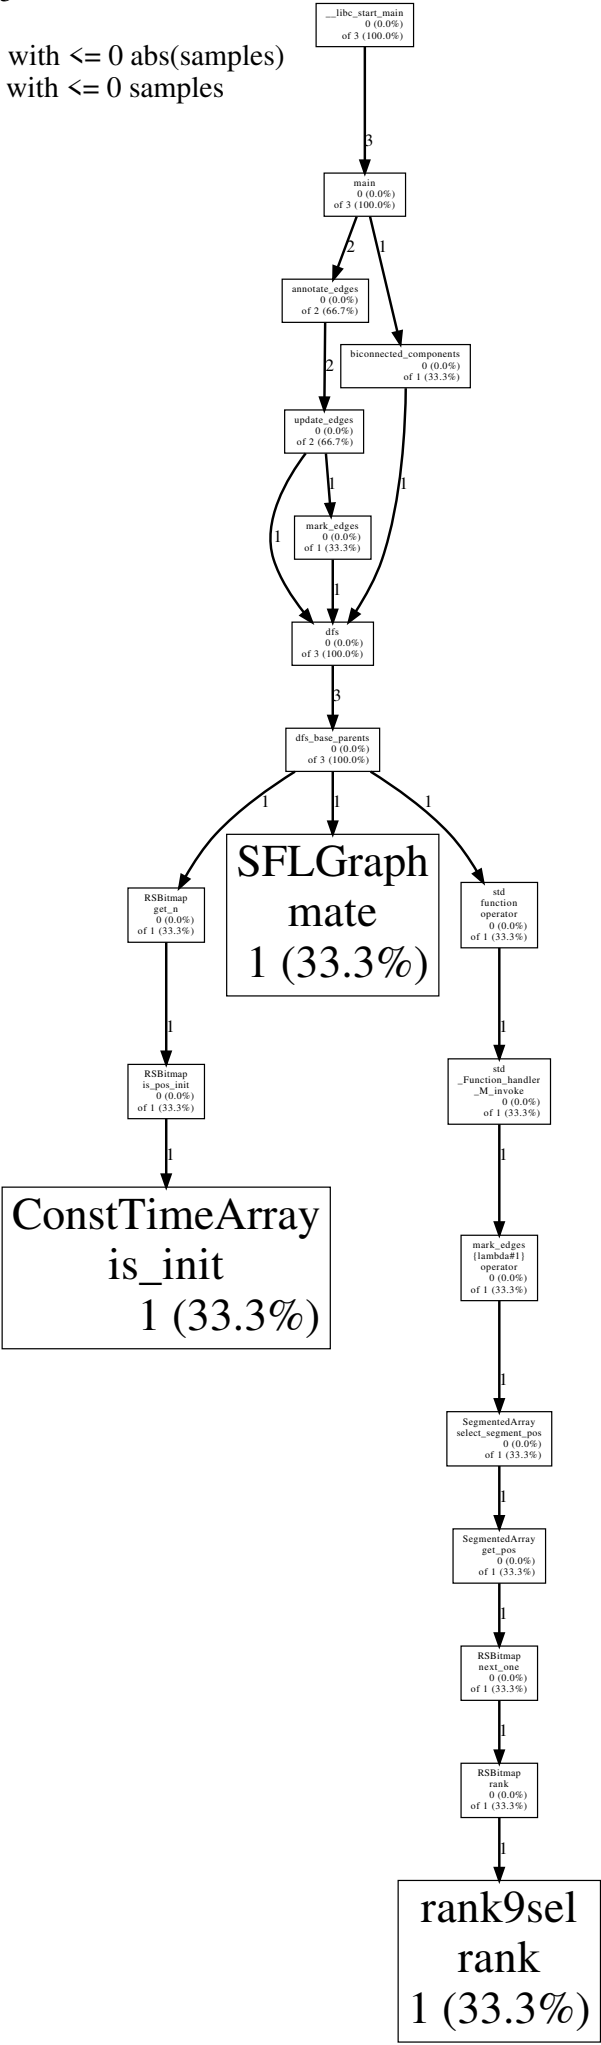 __libc_start_main
0 (0.0%)
of 3 (100.0%)
with <= 0 abs(samples)
with <= 0 samples
3
main
0 (0.0%)
of 3 (100.0%)
2
1
annotate_edges
0 (0.0%)
of 2 (66.7%)
biconnected_components
0 (0.0%)
of 1 (33.3%)
2
update_edges
0 (0.0%)
of 2 (66.7%)
1
1
mark_edges
0 (0.0%)
of 1 (33.3%)
1
1
dfs
0 (0.0%)
of 3 (100.0%)
3
dfs_base_parents
0 (0.0%)
of 3 (100.0%)
1
1
1
SFLGraph
mate
1 (33.3%)
RSBitmap
get_n
0 (0.0%)
of 1 (33.3%)
std
function
operator
0 (0.0%)
of 1 (33.3%)
1
1
RSBitmap
is_pos_init
0 (0.0%)
of 1 (33.3%)
std
_Function_handler
_M_invoke
0 (0.0%)
of 1 (33.3%)
1
1
ConstTimeArray
is_init
1 (33.3%)
mark_edges
{lambda#1}
operator
0 (0.0%)
of 1 (33.3%)
1
SegmentedArray
select_segment_pos
0 (0.0%)
of 1 (33.3%)
1
SegmentedArray
get_pos
0 (0.0%)
of 1 (33.3%)
1
RSBitmap
next_one
0 (0.0%)
of 1 (33.3%)
1
RSBitmap
rank
0 (0.0%)
of 1 (33.3%)
1
rank9sel
rank
1 (33.3%)